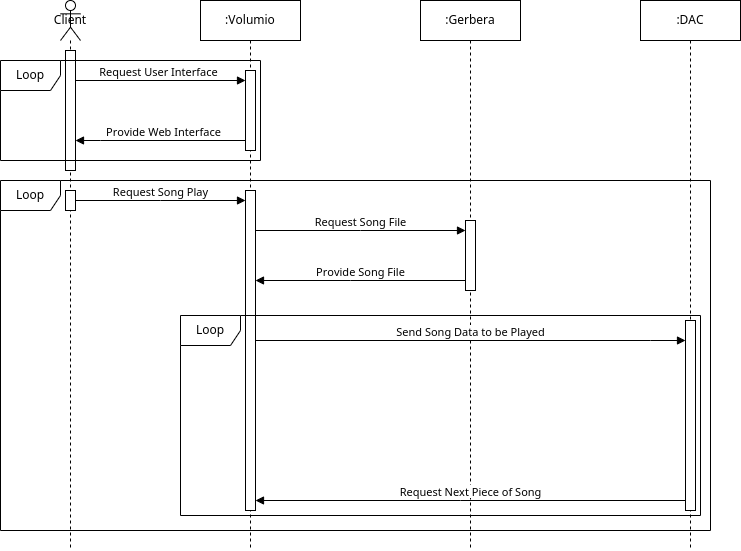 Client
:Volumio
:Gerbera
:DAC
Loop
Request User Interface
Provide Web Interface
Loop
Request Song Play
Request Song File
Provide Song File
Loop
Send Song Data to be Played
Request Next Piece of Song